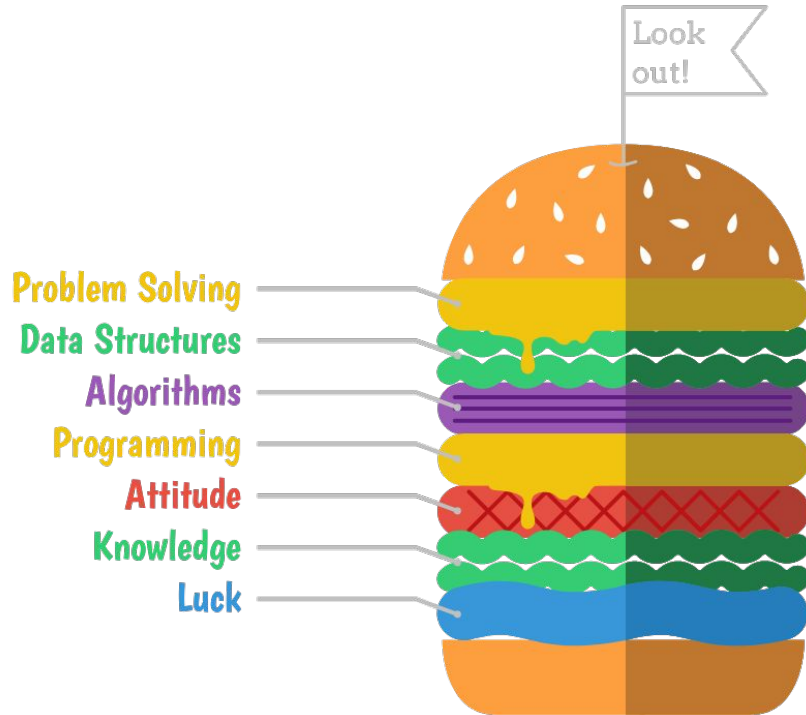 Look
out!
Problem Solving
Data Structures
Algorithms
Programming
Attitude
Knowledge
Luck